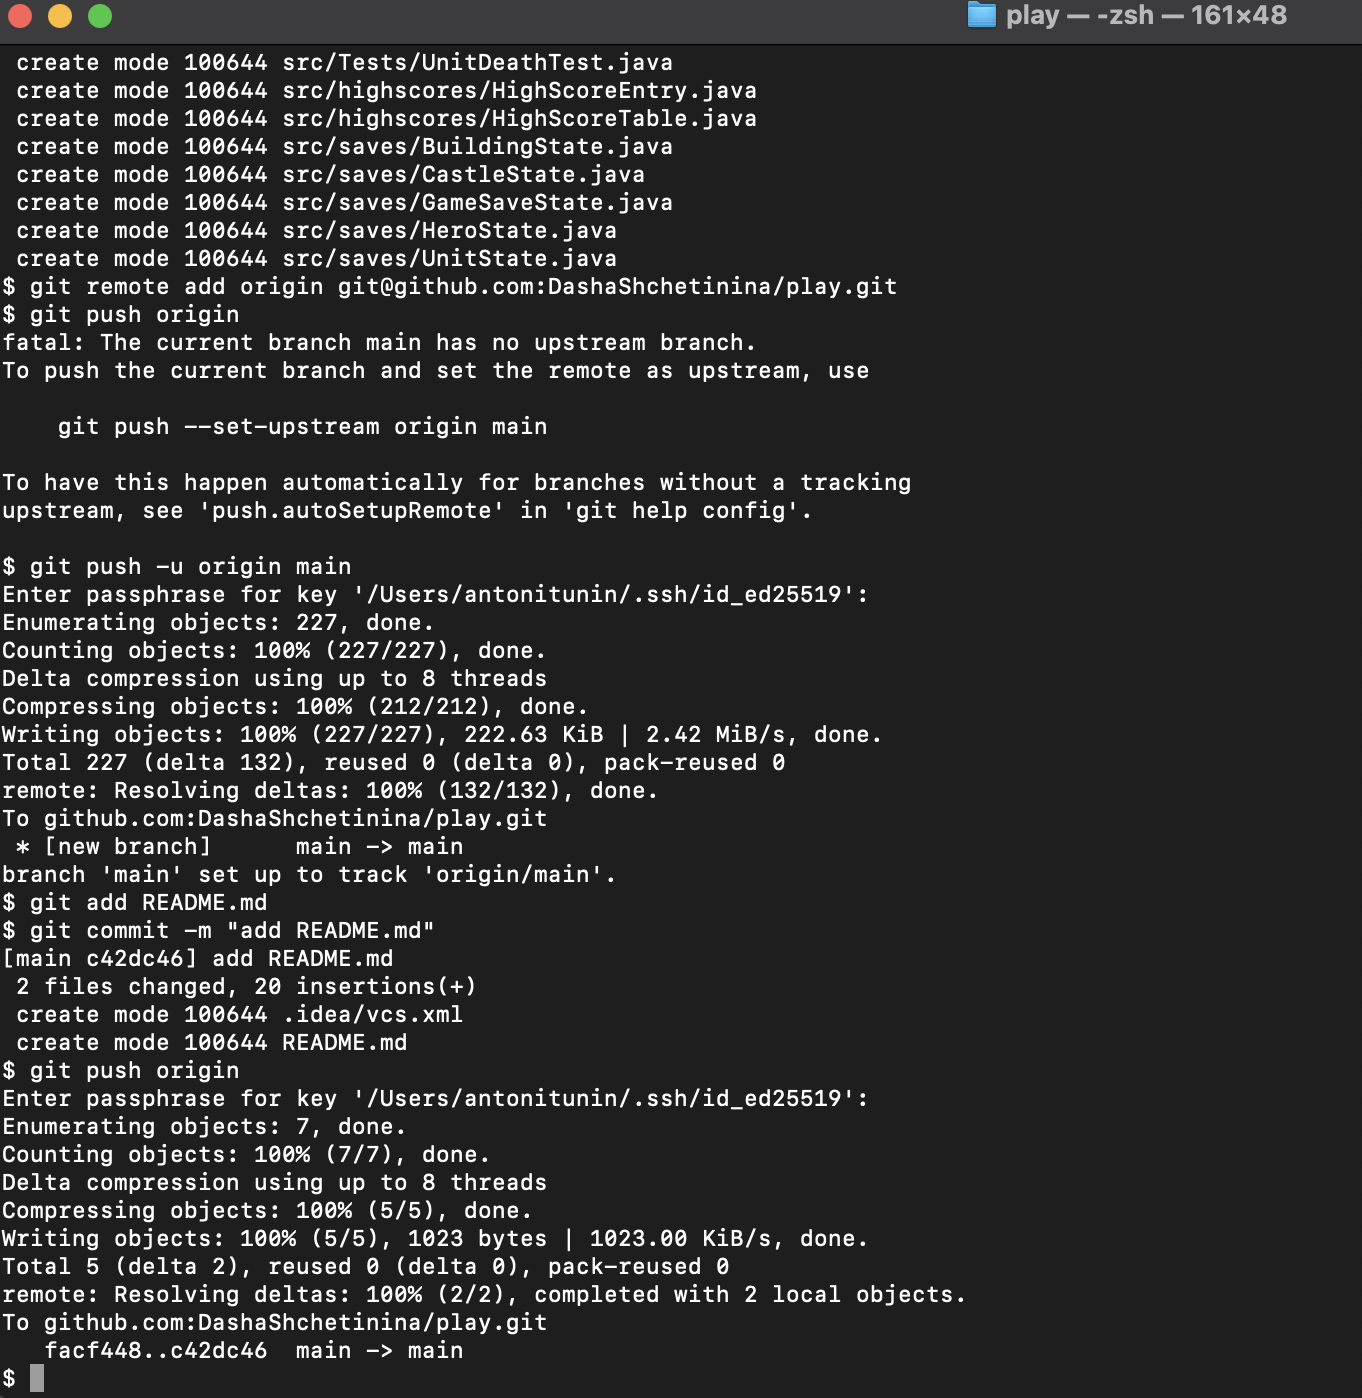 play — -zsh — 161×48
create mode 100644 src/Tests/UnitDeathTest.java
create mode 100644 src/highscores/HighScoreEntry.java
create mode 100644 src/highscores/HighScoreTable.java
create mode 100644 src/saves/BuildingState.java
create mode 100644 src/saves/CastleState.java
create mode 100644 src/saves/GameSaveState.java
create mode 100644 src/saves/HeroState.java
create mode 100644 src/saves/UnitState.java
$ git remote add origin git@github.com:DashaShchetinina/play.git
$ git push origin
fatal: The current branch main has no upstream branch.
To push the current branch and set the remote as upstream, use
git push --set-upstream origin main
To have this happen automatically for branches without a tracking
upstream, see 'push.autoSetupRemote' in 'git help config'.
$ git push -u origin main
Enter passphrase for key '/Users/antonitunin/.ssh/id_ed25519':
Enumerating objects: 227, done.
Counting objects: 100% (227/227), done.
Delta compression using up to 8 threads
Compressing objects: 100% (212/212), done.
Writing objects: 100% (227/227), 222.63 KiB | 2.42 MiB/s, done.
Total 227 (delta 132), reused 0 (delta 0), pack-reused 0
remote: Resolving deltas: 100% (132/132), done.
To github.com:DashaShchetinina/play.git
* [new branch]      main -> main
branch 'main' set up to track 'origin/main'.
$ git add README.md
$ git commit -m "add README.md"
[main c42dc46] add README.md
2 files changed, 20 insertions(+)
create mode 100644 .idea/vcs.xml
create mode 100644 README.md
$ git push origin
Enter passphrase for key '/Users/antonitunin/.ssh/id_ed25519':
Enumerating objects: 7, done.
Counting objects: 100% (7/7), done.
Delta compression using up to 8 threads
Compressing objects: 100% (5/5), done.
Writing objects: 100% (5/5), 1023 bytes | 1023.00 KiB/s, done.
Total 5 (delta 2), reused 0 (delta 0), pack-reused 0
remote: Resolving deltas: 100% (2/2), completed with 2 local objects.
To github.com:DashaShchetinina/play.git
facf448..c42dc46  main -> main
$